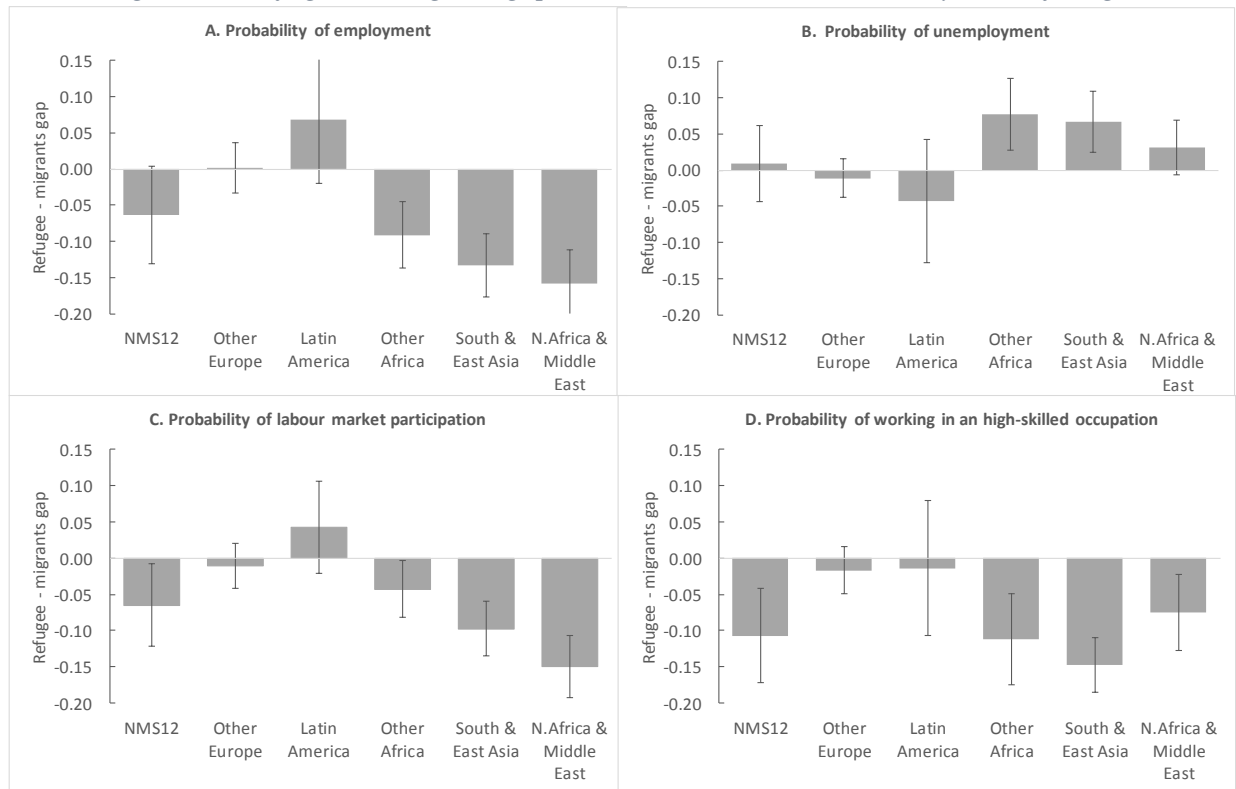 A. Probability of employment
Refugee - migrants gap
0.15
0.10
0.05
0.00
-0.05
-0.10
-0.15
-0.20
NMS12
Other
Europe
Latin
America
Other
Africa
South &
East Asia
N.Africa &
Middle
East
B. Probability of unemployment
Refugee - migrants gap
0.15
0.10
0.05
0.00
-0.05
-0.10
-0.15
-0.20
NMS12
Other
Europe
Latin
America
Other
Africa
South &
East Asia
N.Africa &
Middle
East
C. Probability of labour market participation
Refugee - migrants gap
0.15
0.10
0.05
0.00
-0.05
-0.10
-0.15
-0.20
NMS12
Other
Europe
Latin
America
Other
Africa
South &
East Asia
N.Africa &
Middle
East
D. Probability of working in an high-skilled occupation
Refugee - migrants gap
0.15
0.10
0.05
0.00
-0.05
-0.10
-0.15
-0.20
NMS12
Other
Europe
Latin
America
Other
Africa
South &
East Asia
N.Africa &
Middle
East